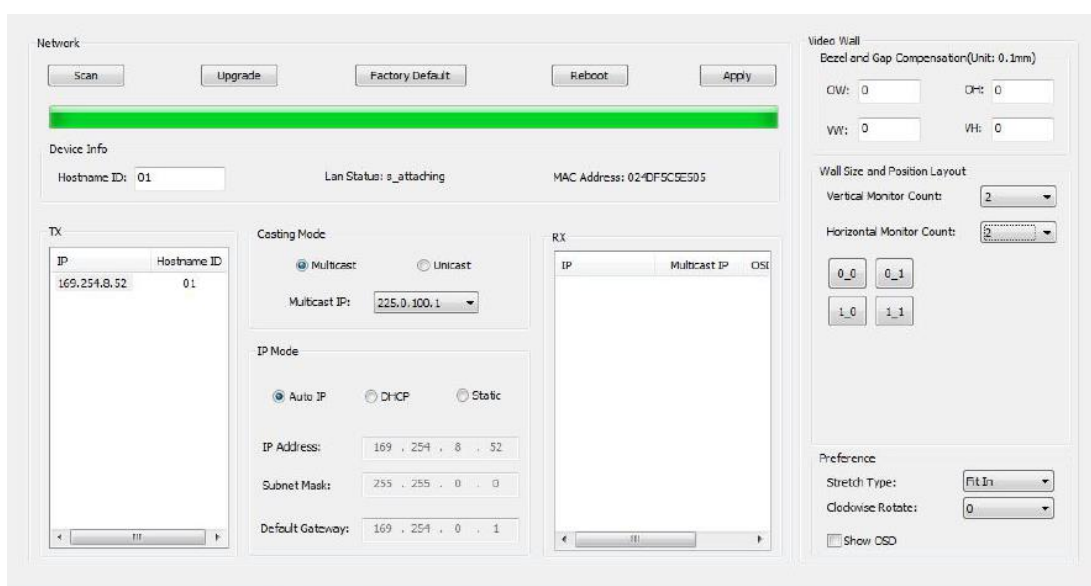 Network
Scan Upgrade Factory Default Reboot Apply
Device Info
Hostname ID: 01 Lan Status: s_attaching MAC Address: 024DF5C5E505
TX
IP Hostname ID
169.254.8.52 01
Casting Mode
Multicast Unicast
Multicast IP: 225.0.100.1
IP Mode
Auto IP DHCP Static
IP Address: 169 . 254 . 8 . 52
Subnet Mask: 255 . 255 . 0 . 0
Default Gateway: 169 . 254 . 0 . 1
RX
IP Multicast IP OSI
Video Wall
Bezel and Gap Compensation(Unit: 0.1mm)
OW: 0 OH: 0
VW: 0 VH: 0
Wall Size and Position Layout
Vertical Monitor Count: 2
Horizontal Monitor Count: 2
0_0 0_1
1_0 1_1
Preference
Stretch Type: Fit In
Clockwise Rotate: 0
Show OSD